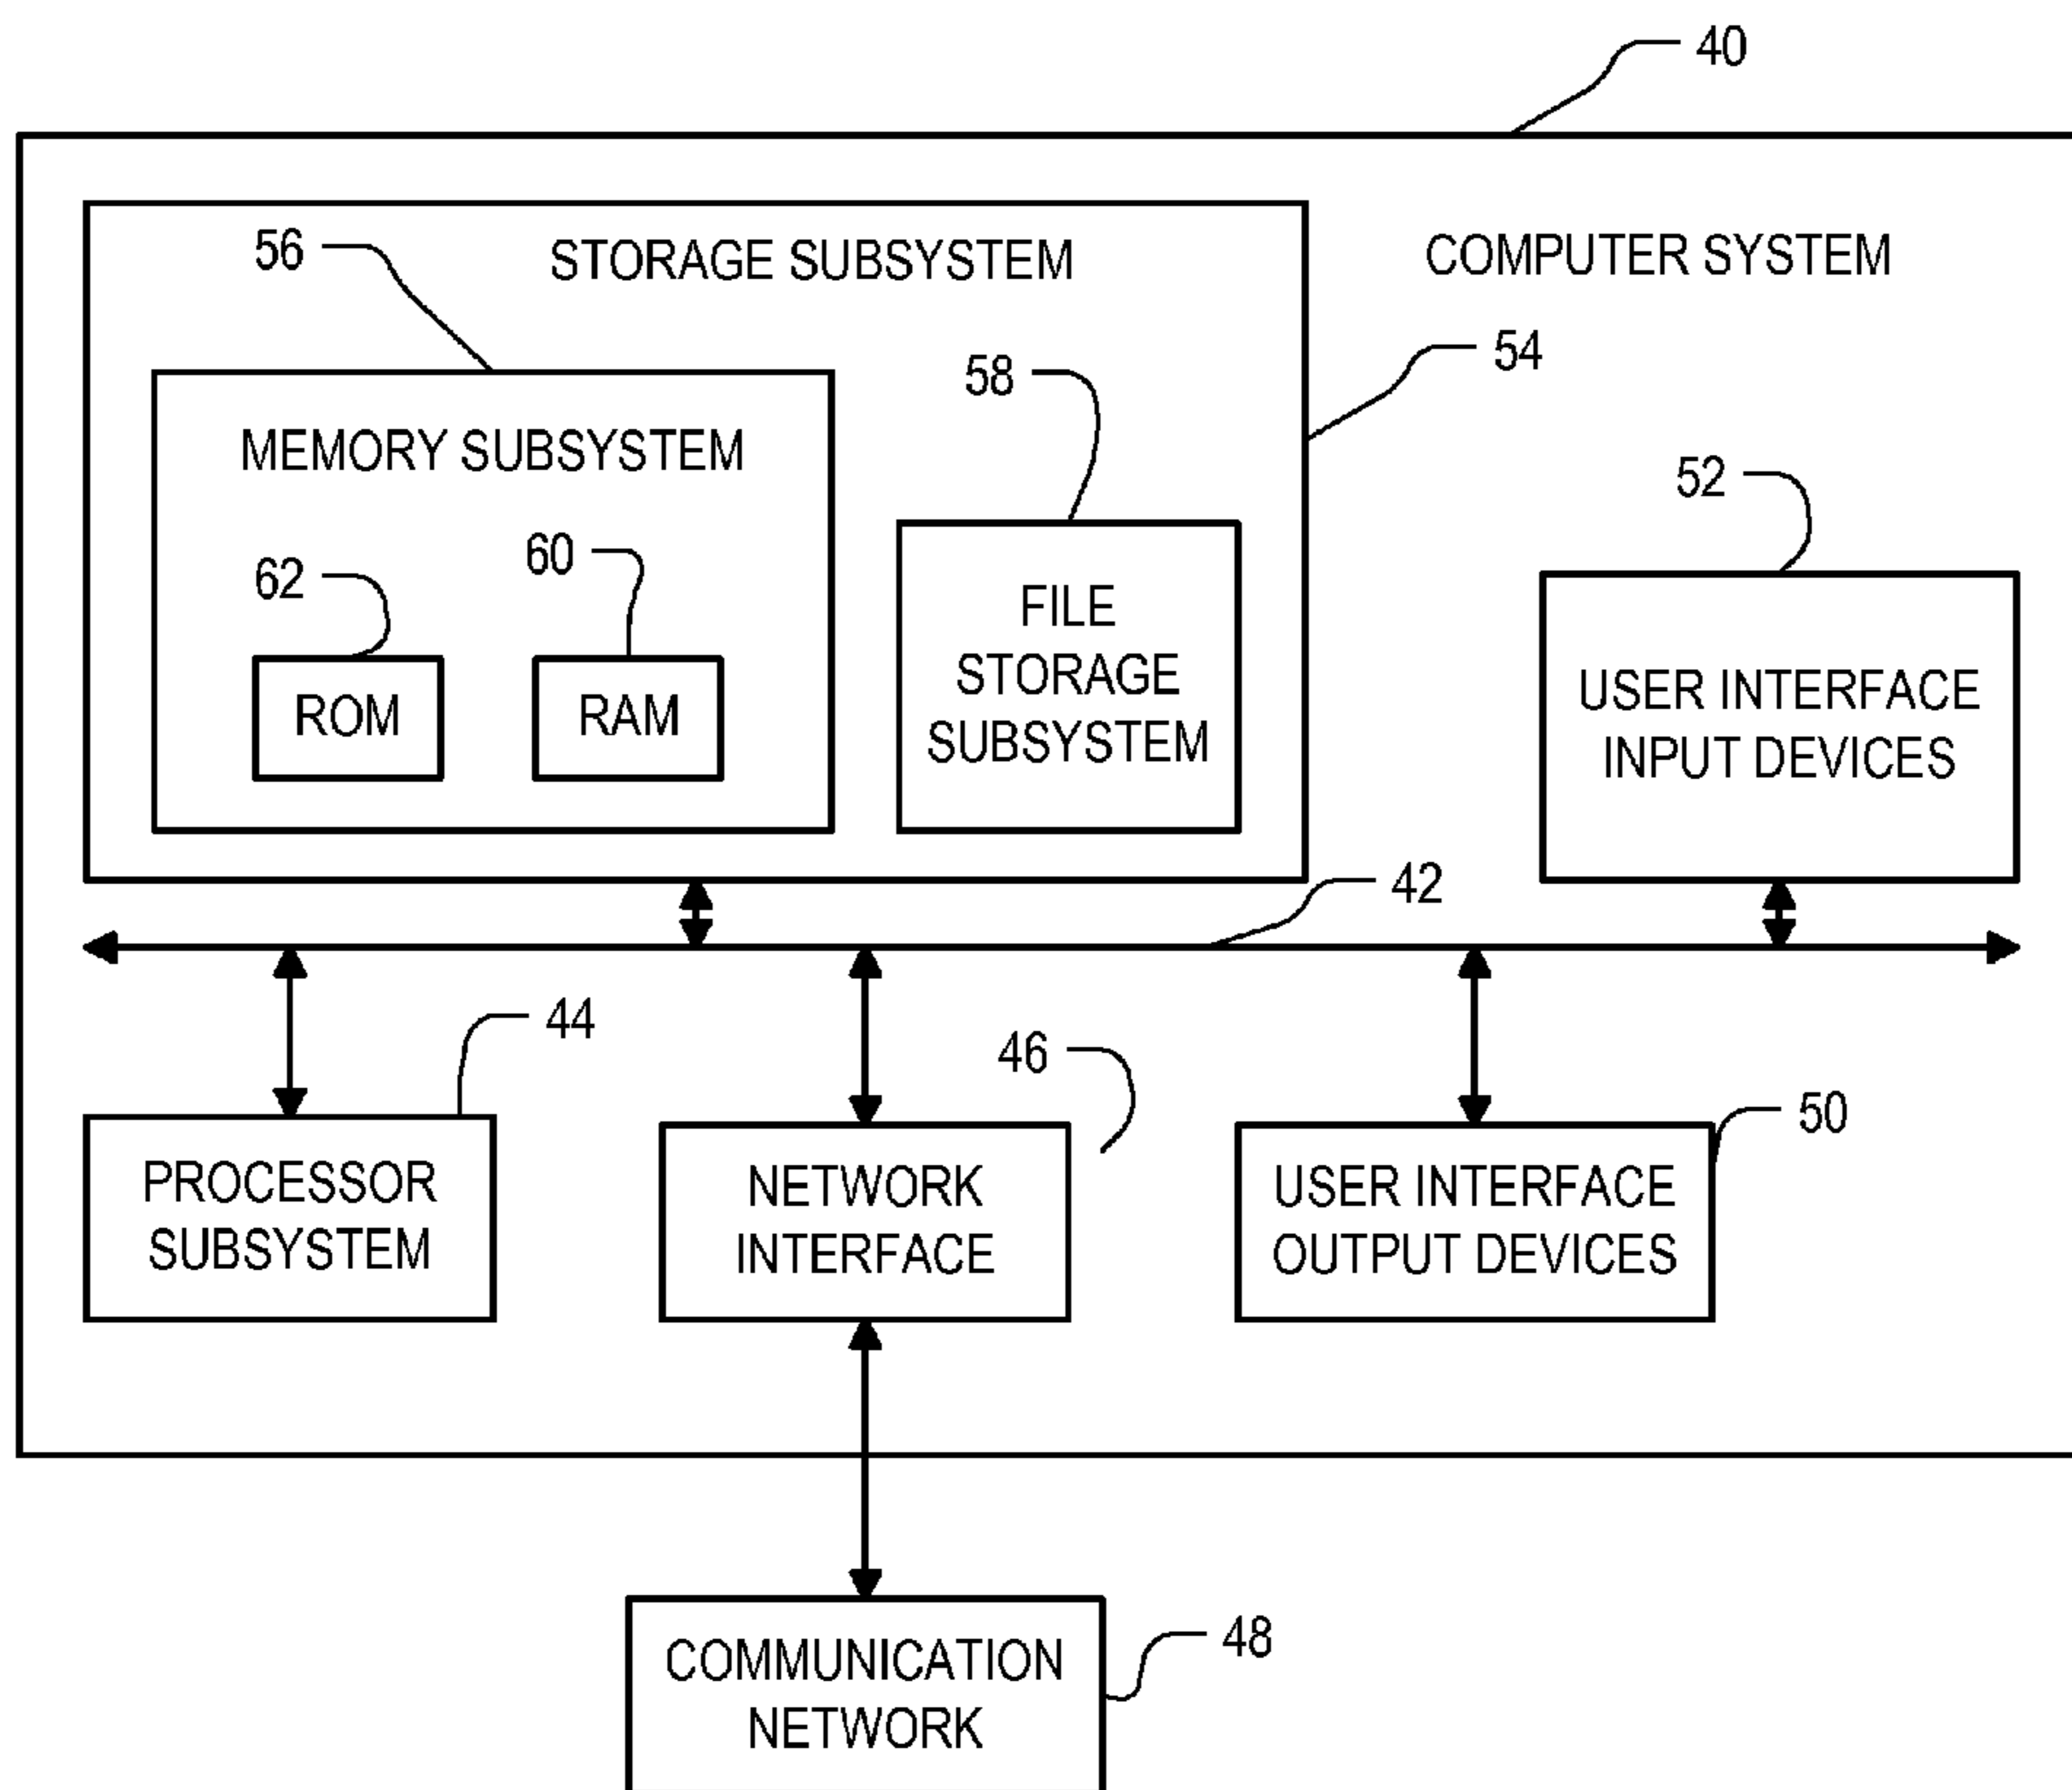 40
56
STORAGE SUBSYSTEM
COMPUTER SYSTEM
54
58
MEMORY SUBSYSTEM
52
62
60
FILE
STORAGE
SUBSYSTEM
ROM
RAM
USER INTERFACE
INPUT DEVICES
42
44
46
50
PROCESSOR
SUBSYSTEM
NETWORK
INTERFACE
USER INTERFACE
OUTPUT DEVICES
48
COMMUNICATION
NETWORK